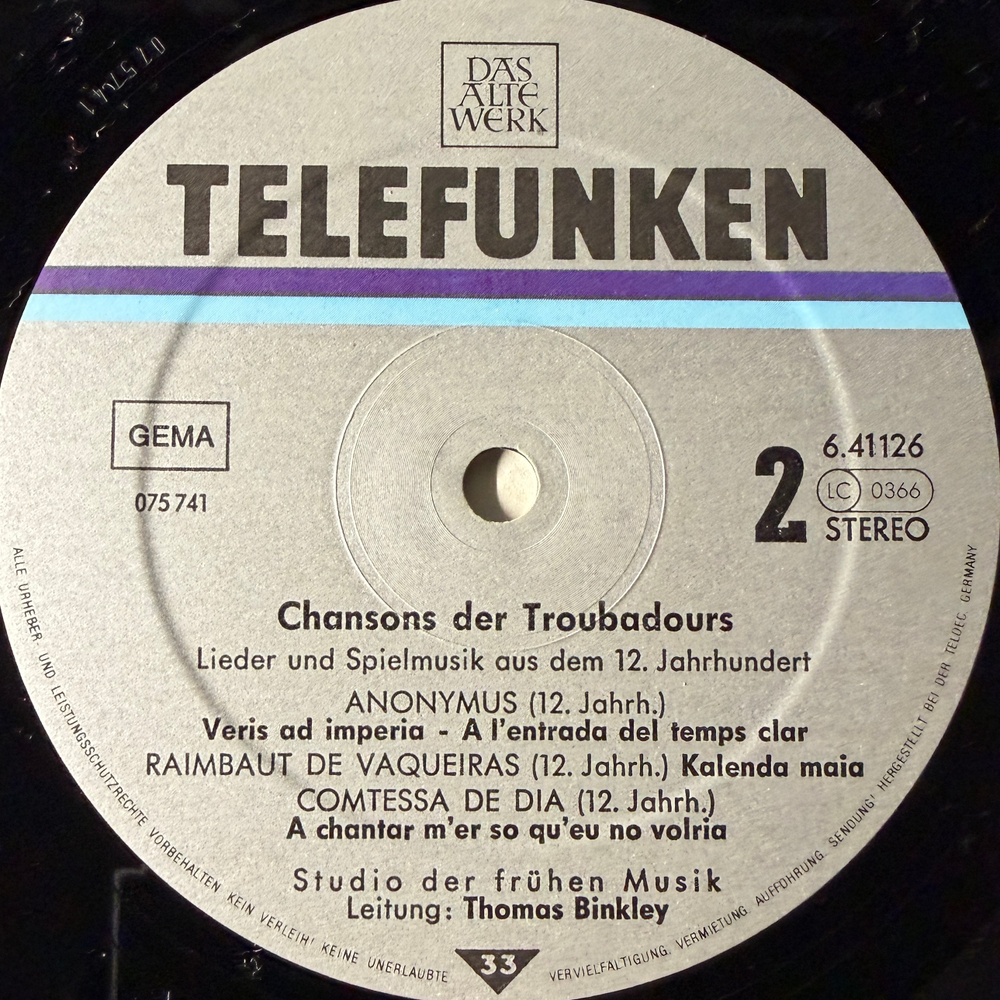 075741
DAS
ALTE
WERK
TELEFUNKEN
GEMA
075 741
2
6.41126
LC 0366
STEREO
Chansons der Troubadours
Lieder und Spielmusik aus dem 12. Jahrhundert
ANONYMUS (12. Jahrh.)
Veris ad imperia - A l'entrada del temps clar
RAIMBAUT DE VAQUEIRAS (12. Jahrh.) Kalenda maia
COMTESSA DE DIA (12. Jahrh.)
A chantar m'er so qu'eu no volria
Studio der frühen Musik
Leitung: Thomas Binkley
33
ALLE URHEBER- UND LEISTUNGSSCHUTZRECHTE VORBEHALTEN KEIN VERLEIH! KEINE UNERLAUBTE VERVIELFALTIGUNG, VERMIETUNG, AUFFÜHRUNG, SENDUNG! HERGESTELLT BEI DER TELDEC GERMANY